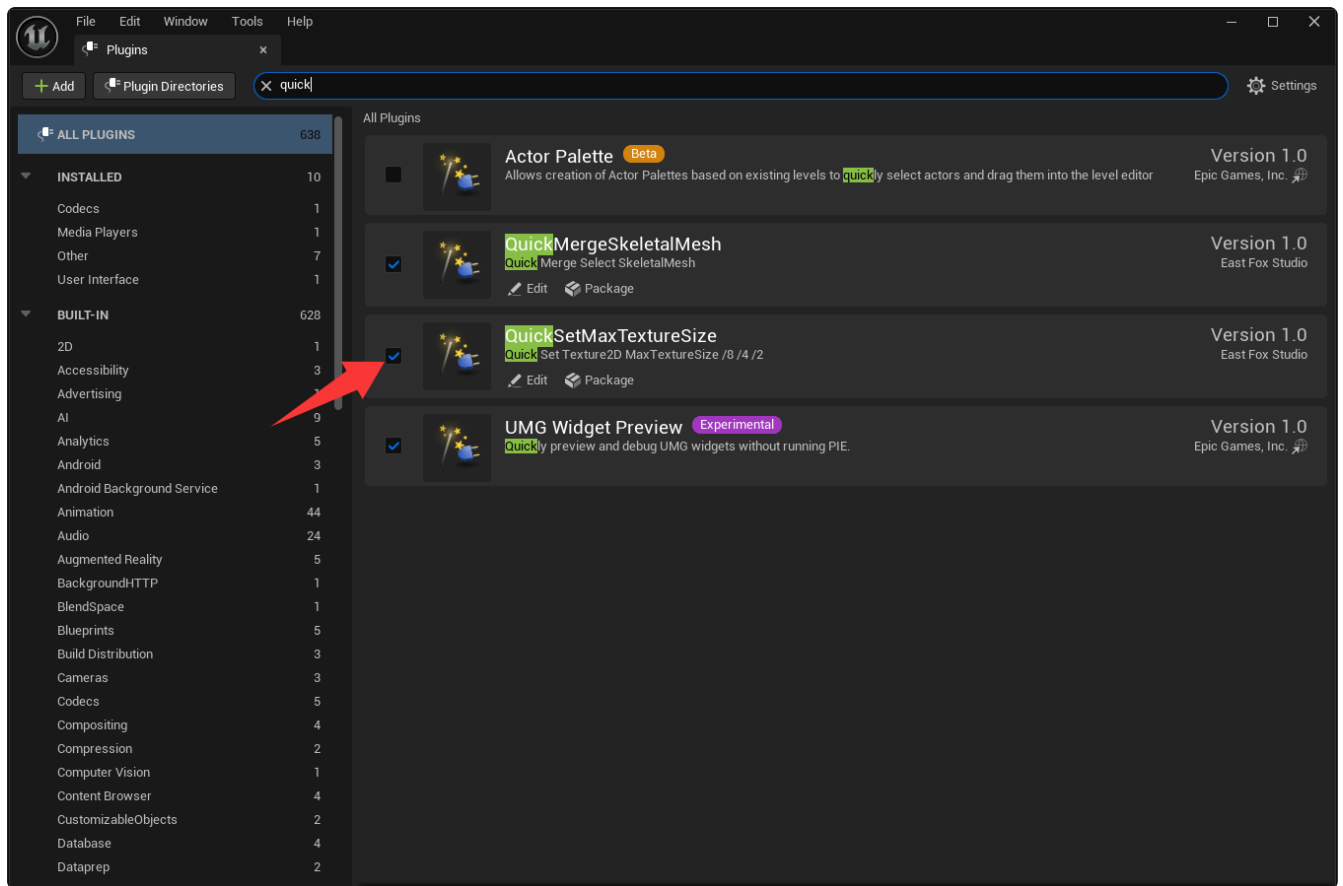 File Edit Window Tools Help
Plugins
Add Plugin Directories quick Settings
ALL PLUGINS 638
INSTALLED 10
Codecs 1
Media Players 1
Other 7
User Interface 1
BUILT-IN 628
2D 1
Accessibility 3
Advertising
AI 9
Analytics 5
Android 3
Android Background Service 1
Animation 44
Audio 24
Augmented Reality 5
BackgroundHTTP 1
BlendSpace 1
Blueprints 5
Build Distribution 3
Cameras 3
Codecs 5
Compositing 4
Compression 2
Computer Vision 1
Content Browser 4
CustomizableObjects 2
Database 4
Dataprep 2
All Plugins
Actor Palette Beta Version 1.0
Allows creation of Actor Palettes based on existing levels to quickly select actors and drag them into the level editor Epic Games, Inc.
QuickMergeSkeletalMesh Version 1.0
Quick Merge Select SkeletalMesh East Fox Studio
Edit Package
QuickSetMaxTextureSize Version 1.0
Quick Set Texture2D MaxTextureSize /8 /4 /2 East Fox Studio
Edit Package
UMG Widget Preview Experimental Version 1.0
Quickly preview and debug UMG widgets without running PIE. Epic Games, Inc.